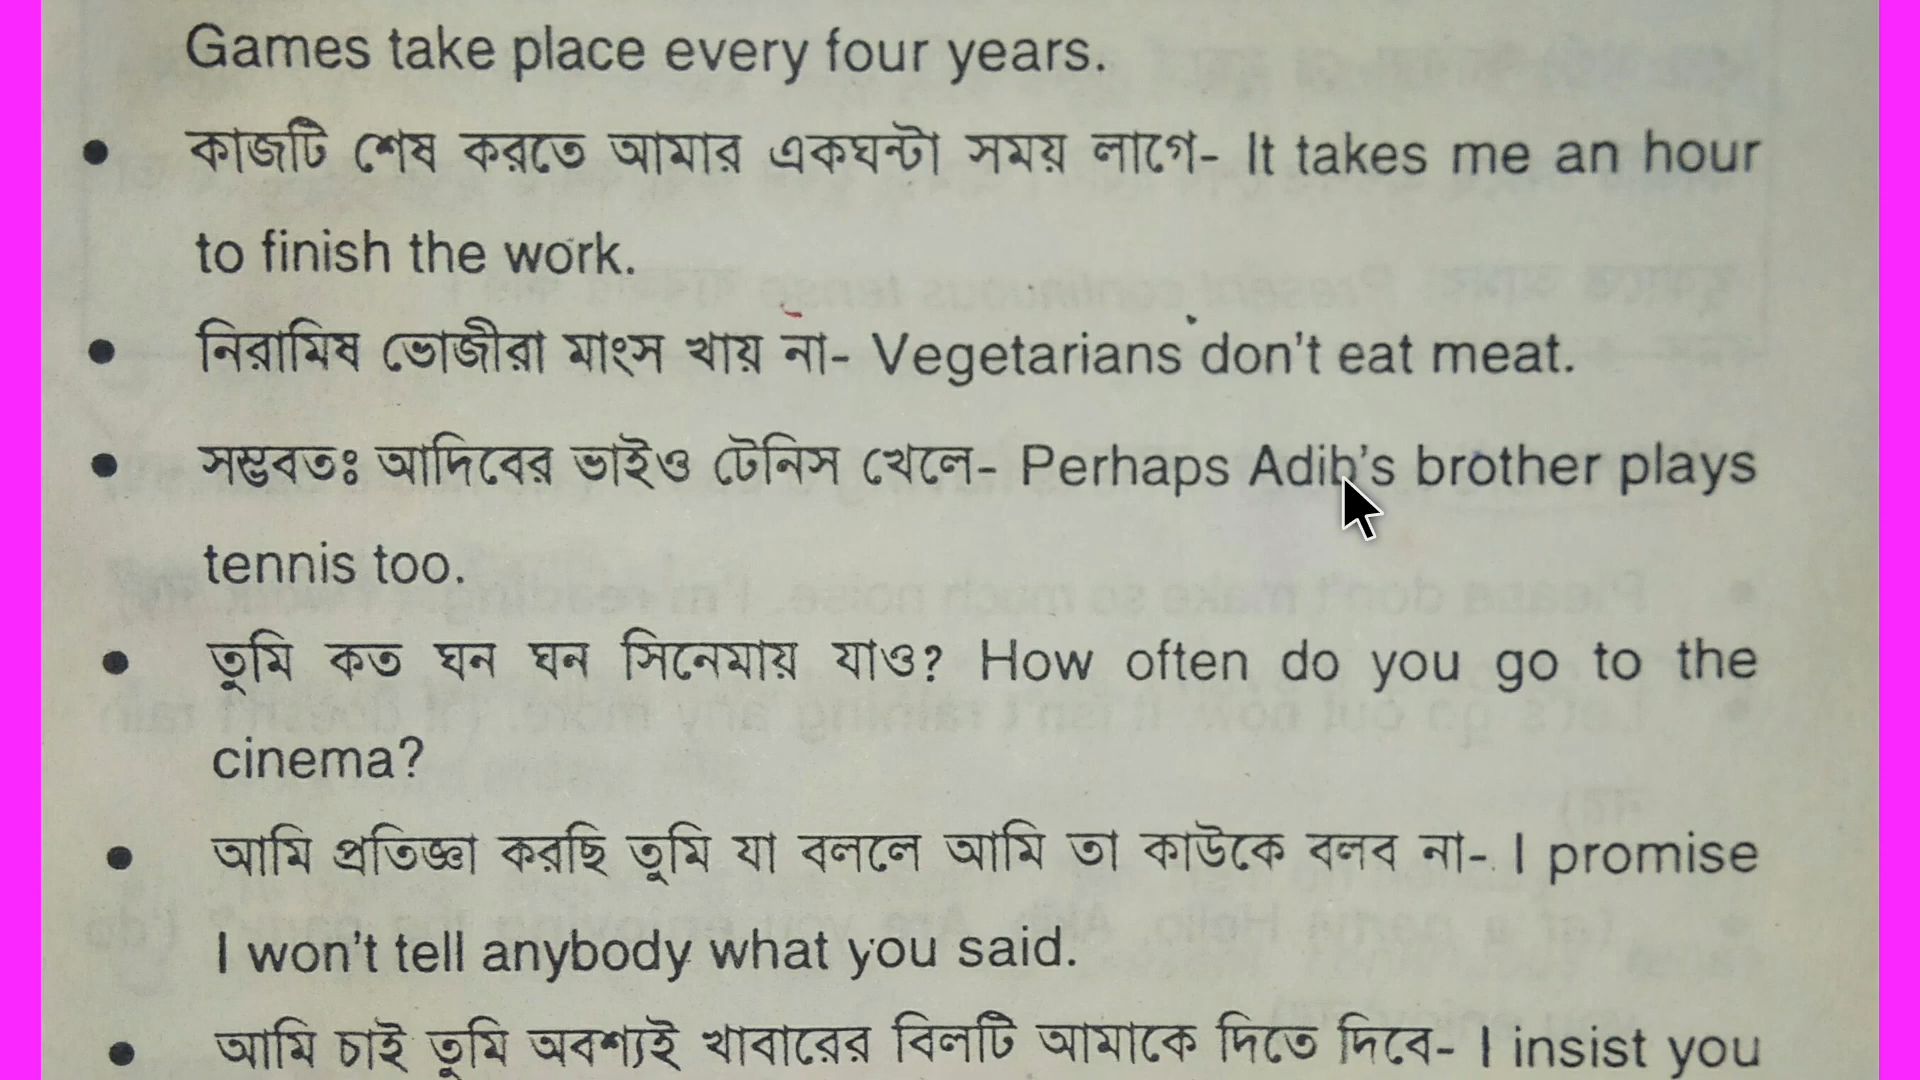 Games take place every four years.
• কাজটি শেষ করতে আমার একঘন্টা সময় লাগে- It takes me an hour
to finish the work.
• নিরামিষ ভোজীরা মাংস খায় না- Vegetarians don't eat meat.
• সম্ভবতঃ আদিবের ভাইও টেনিস খেলে- Perhaps Adib's brother plays
tennis too.
• তুমি কত ঘন ঘন সিনেমায় যাও? How often do you go to the
cinema?
• আমি প্রতিজ্ঞা করছি তুমি যা বললে আমি তা কাউকে বলব না- I promise
I won't tell anybody what you said.
• আমি চাই তুমি অবশ্যই খাবারের বিলটি আমাকে দিতে দিবে- I insist you